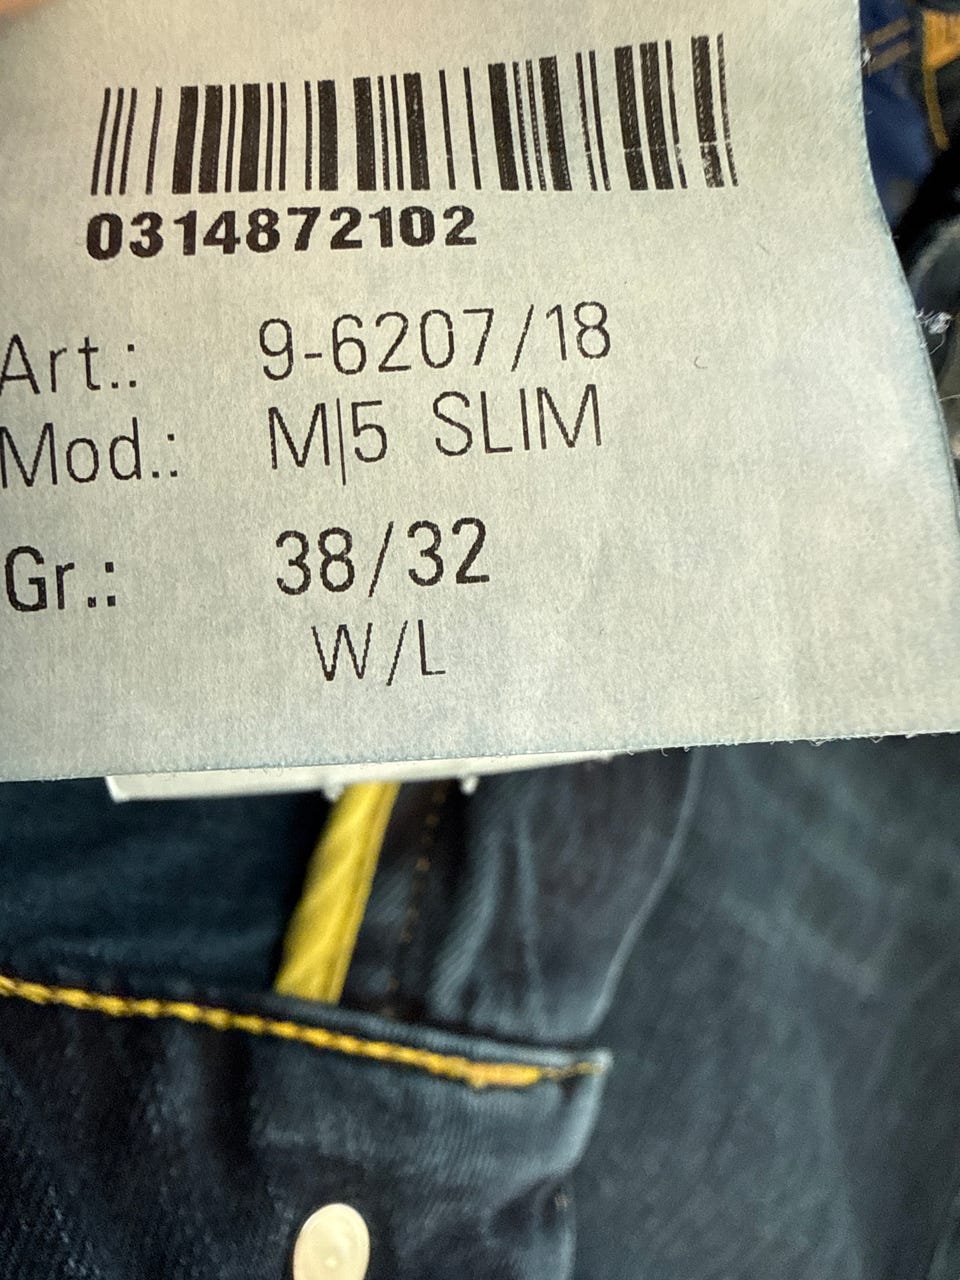 0314872102
Art.: 9-6207/18
Mod.: M|5 SLIM
Gr.: 38/32
W/L